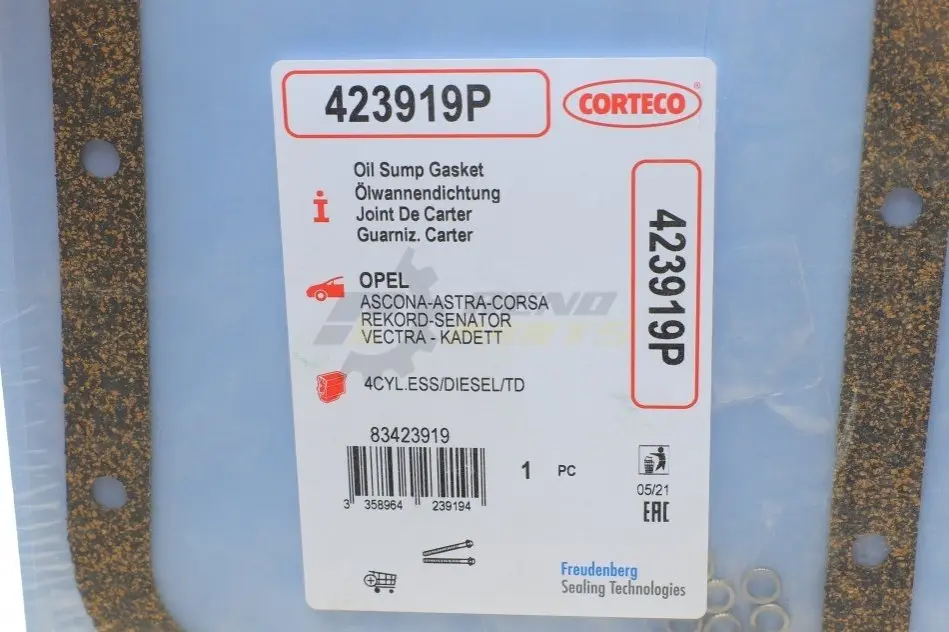 423919P
CORTECO
Oil Sump Gasket
Ölwannendichtung
Joint De Carter
Guarniz. Carter
423919P
OPEL
ASCONA-ASTRA-CORSA
REKORD-SENATOR
VECTRA - KADETT
4CYL.ESS/DIESEL/TD
83423919
3 358964 239194
1 PC
05/21
EAC
Freudenberg
Sealing Technologies